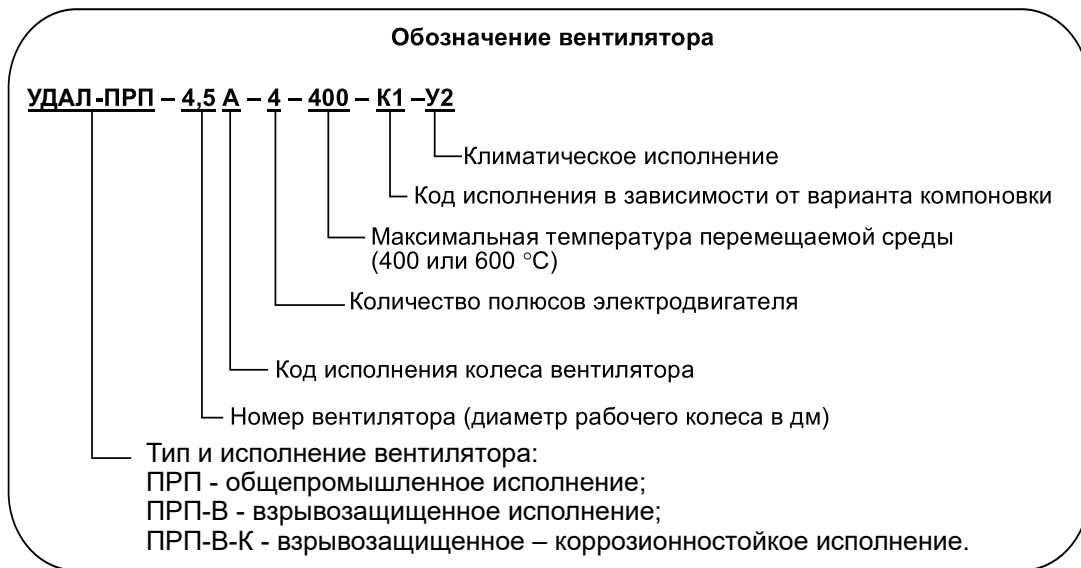 Обозначение вентилятора
УДАЛ-ПРП – 4,5 А – 4 – 400 – К1 –У2
Климатическое исполнение
Код исполнения в зависимости от варианта компоновки
Максимальная температура перемещаемой среды
(400 или 600 °С)
Количество полюсов электродвигателя
Код исполнения колеса вентилятора
Номер вентилятора (диаметр рабочего колеса в дм)
Тип и исполнение вентилятора:
ПРП - общепромышленное исполнение;
ПРП-В - взрывозащищенное исполнение;
ПРП-В-К - взрывозащищенное – коррозионностойкое исполнение.